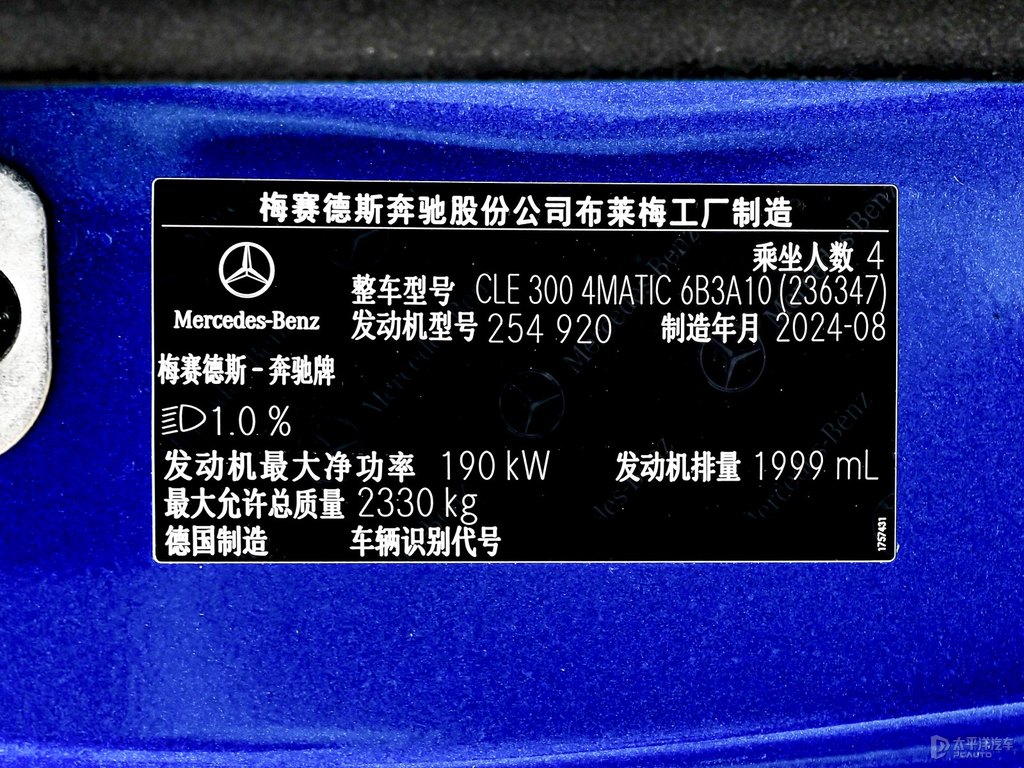 梅赛德斯奔驰股份公司布莱梅工厂制造
乘坐人数 4
Mercedes-Benz
整车型号 CLE 300 4MATIC 6B3A10 (236347)
发动机型号 254 920 制造年月 2024-08
梅赛德斯-奔驰牌
1.0 %
发动机最大净功率 190 kW 发动机排量 1999 mL
最大允许总质量 2330 kg
德国制造 车辆识别代号
1757431
太平洋汽车
PCAUTO